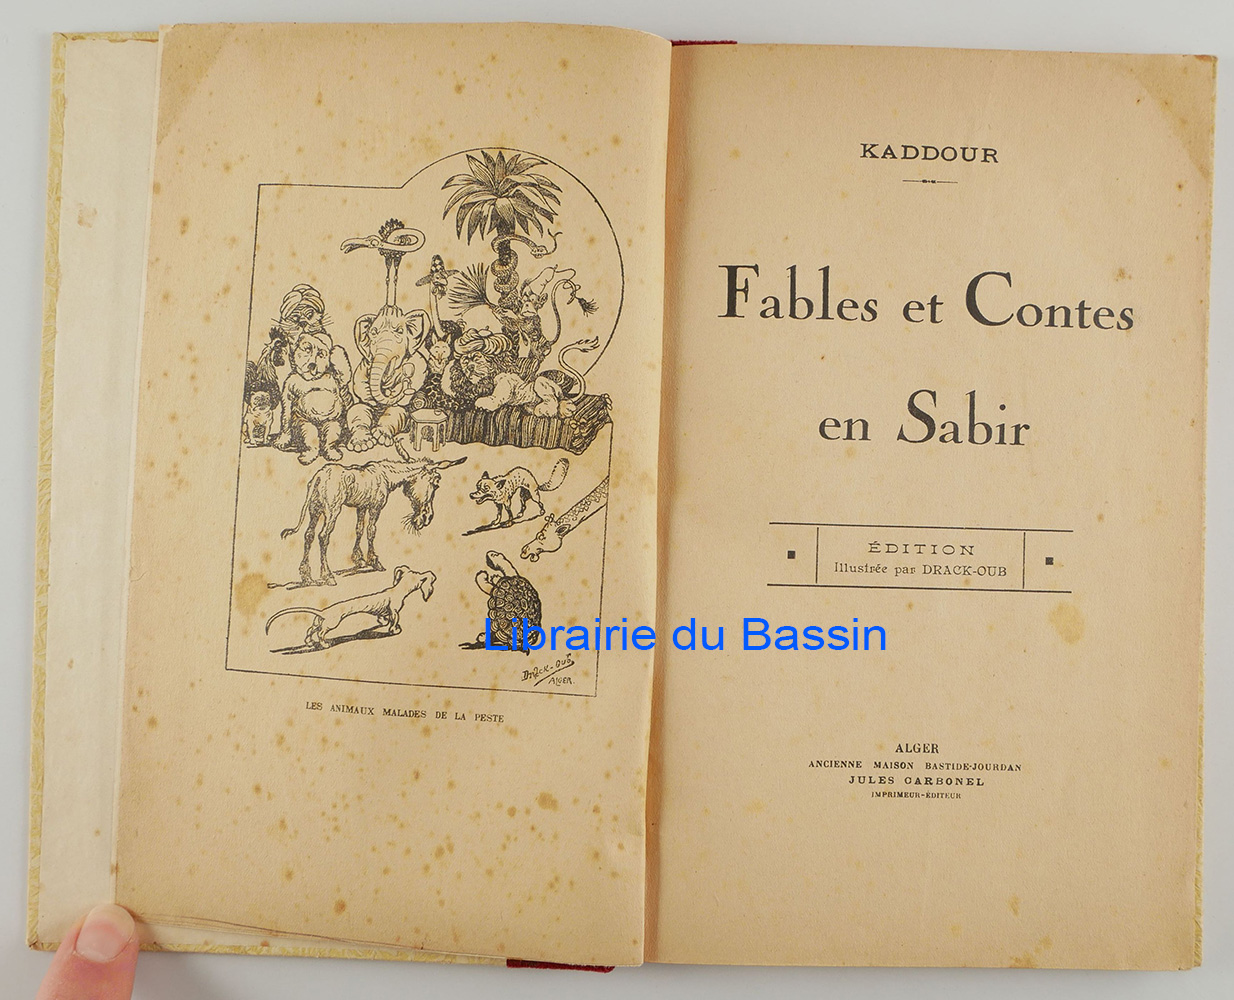 DRACK-OUB
ALGER.
LES ANIMAUX MALADES DE LA PESTE
KADDOUR
Fables et Contes
en Sabir
ÉDITION
Illustrée par DRACK-OUB
Librairie du Bassin
ALGER
ANCIENNE MAISON BASTIDE-JOURDAN
JULES CARBONEL
IMPRIMEUR-ÉDITEUR